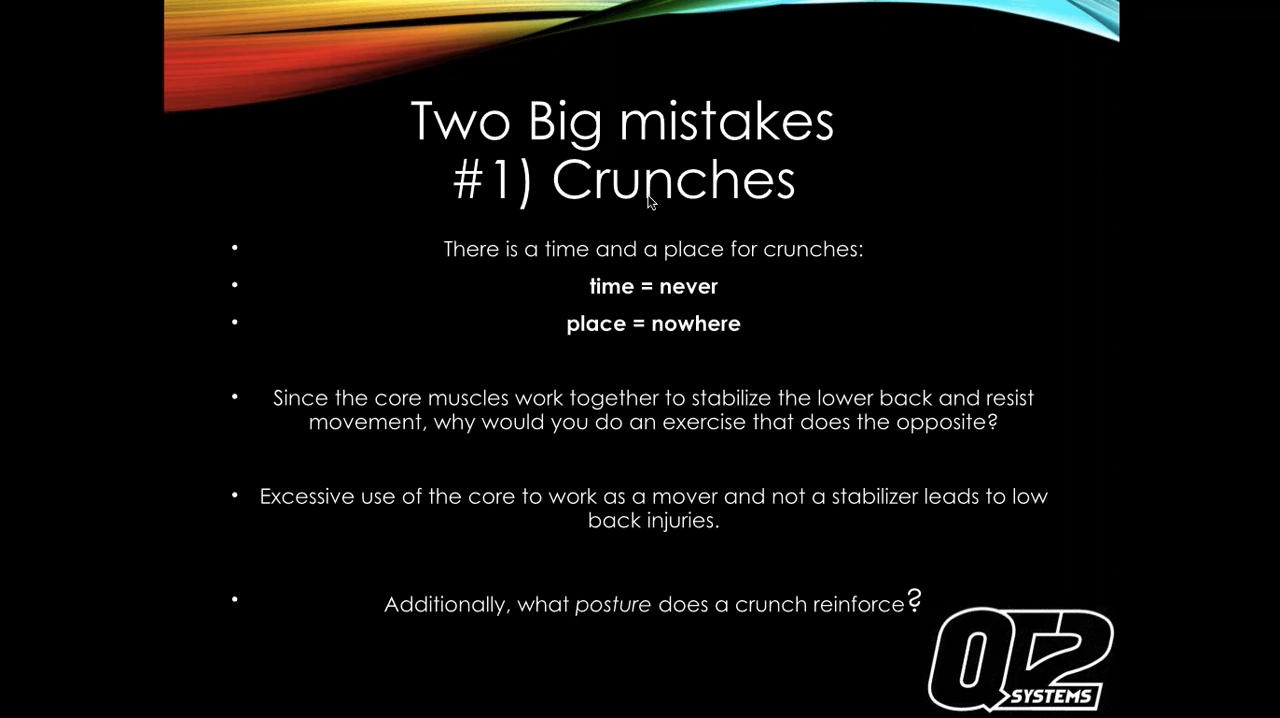 Two Big mistakes
#1) Crunches
• There is a time and a place for crunches:
• time = never
• place = nowhere
• Since the core muscles work together to stabilize the lower back and resist
movement, why would you do an exercise that does the opposite?
• Excessive use of the core to work as a mover and not a stabilizer leads to low
back injuries.
• Additionally, what posture does a crunch reinforce?
QT2
SYSTEMS